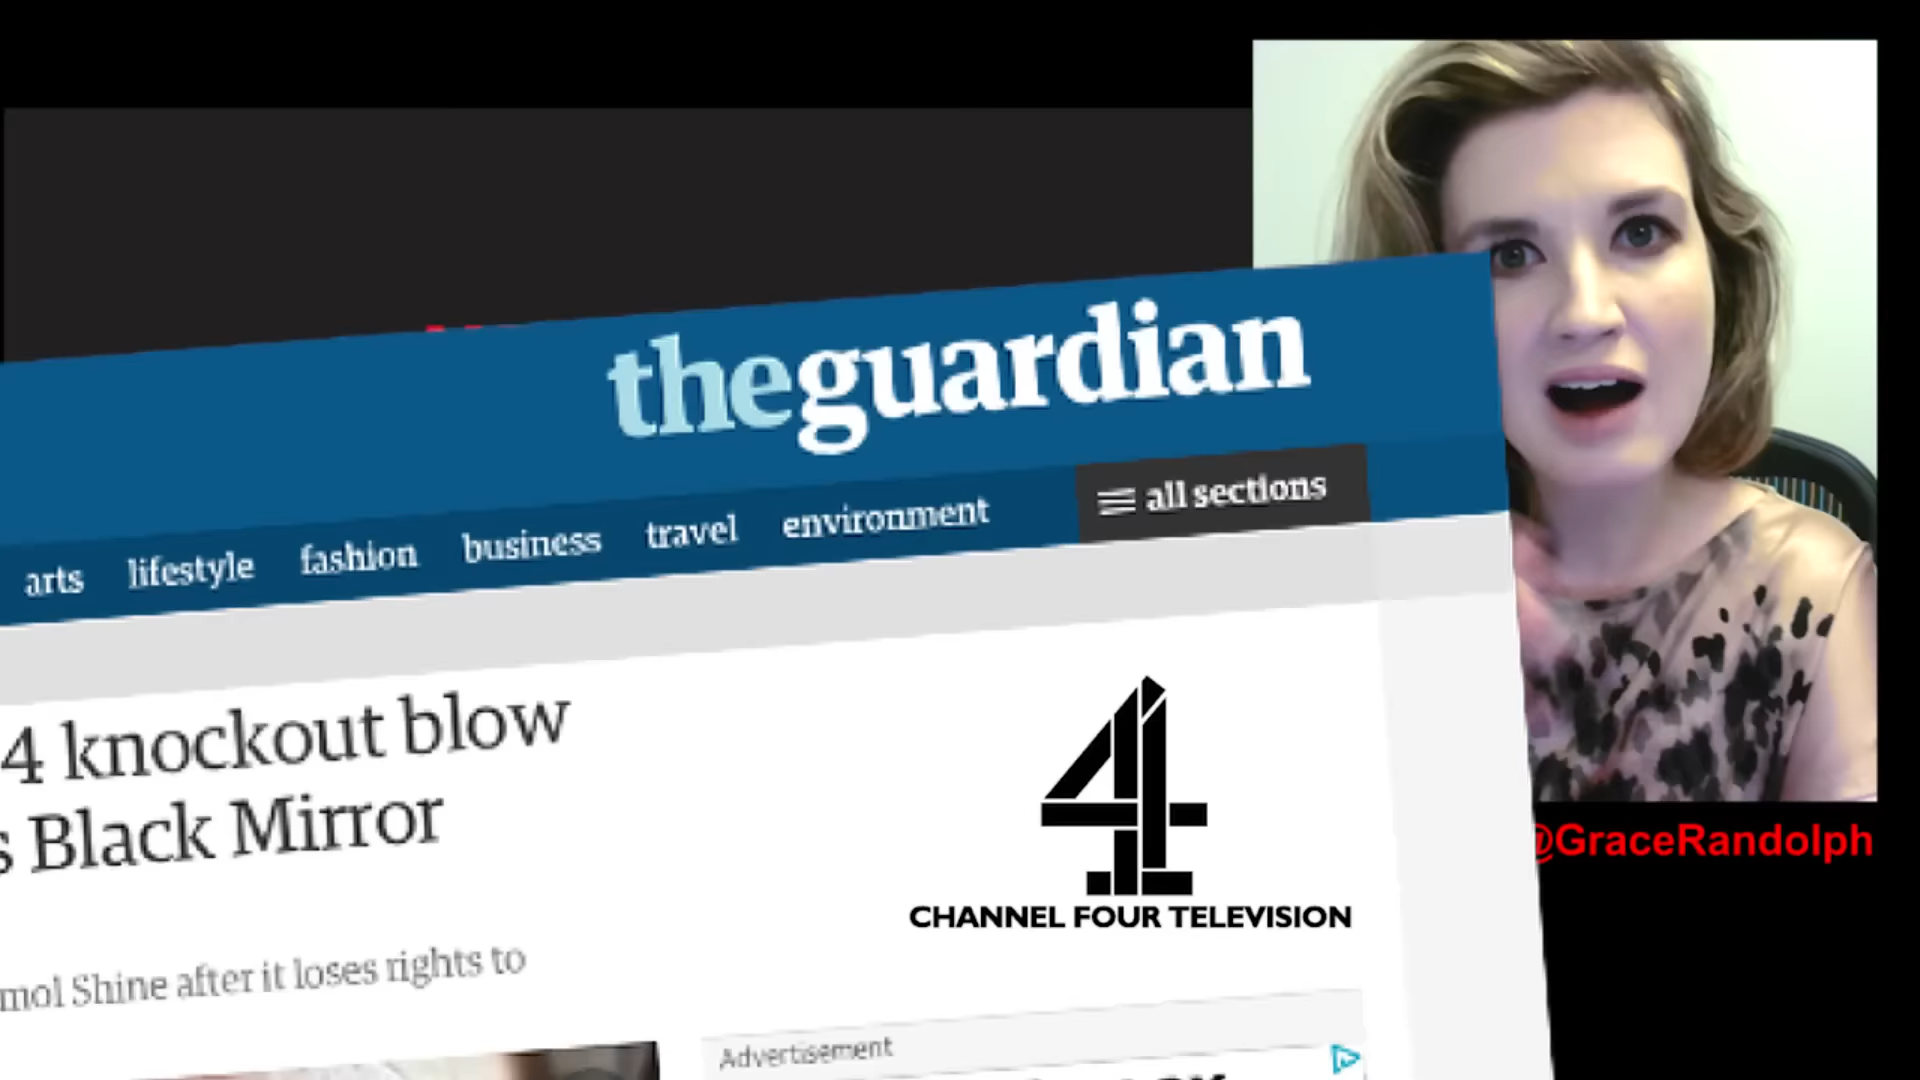 theguardian
all sections
arts lifestyle fashion business travel environment
4 knockout blow
s Black Mirror
CHANNEL FOUR TELEVISION
mol Shine after it loses rights to
Advertisement
@GraceRandolph